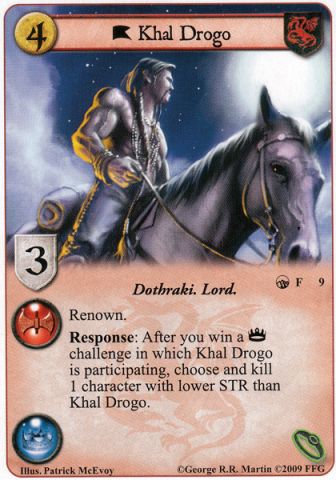 4
Khal Drogo
3
Dothraki. Lord.
F 9
Renown.
Response: After you win a
challenge in which Khal Drogo
is participating, choose and kill
1 character with lower STR than
Khal Drogo.
Illus. Patrick McEvoy
©George R.R. Martin ©2009 FFG